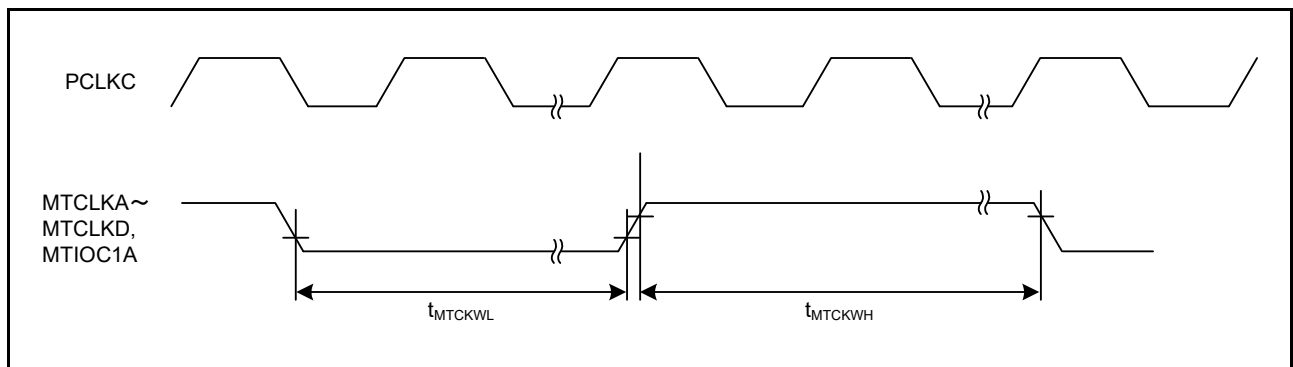 PCLKC
MTCLKA～
MTCLKD,
MTIOC1A
tMTCKWL
tMTCKWH